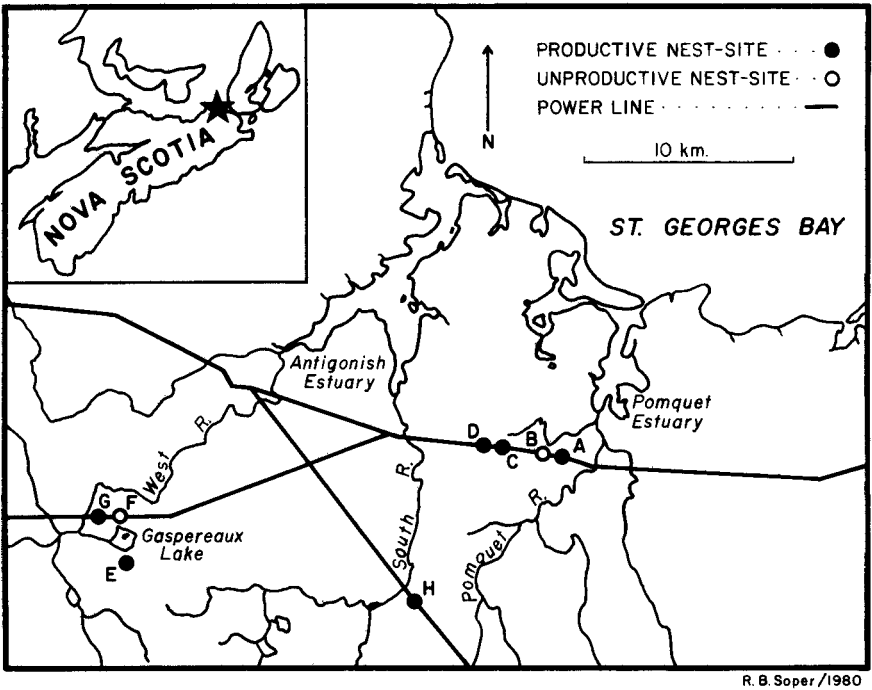 PRODUCTIVE NEST-SITE
UNPRODUCTIVE NEST-SITE
POWER LINE
N
10 km.
NOVA SCOTIA
ST. GEORGES BAY
Antigonish
Estuary
Pomquet
Estuary
D
C
B
A
West R.
South R.
Pomquet R.
G
F
Gaspereaux
Lake
E
H
R.B. Soper/1980